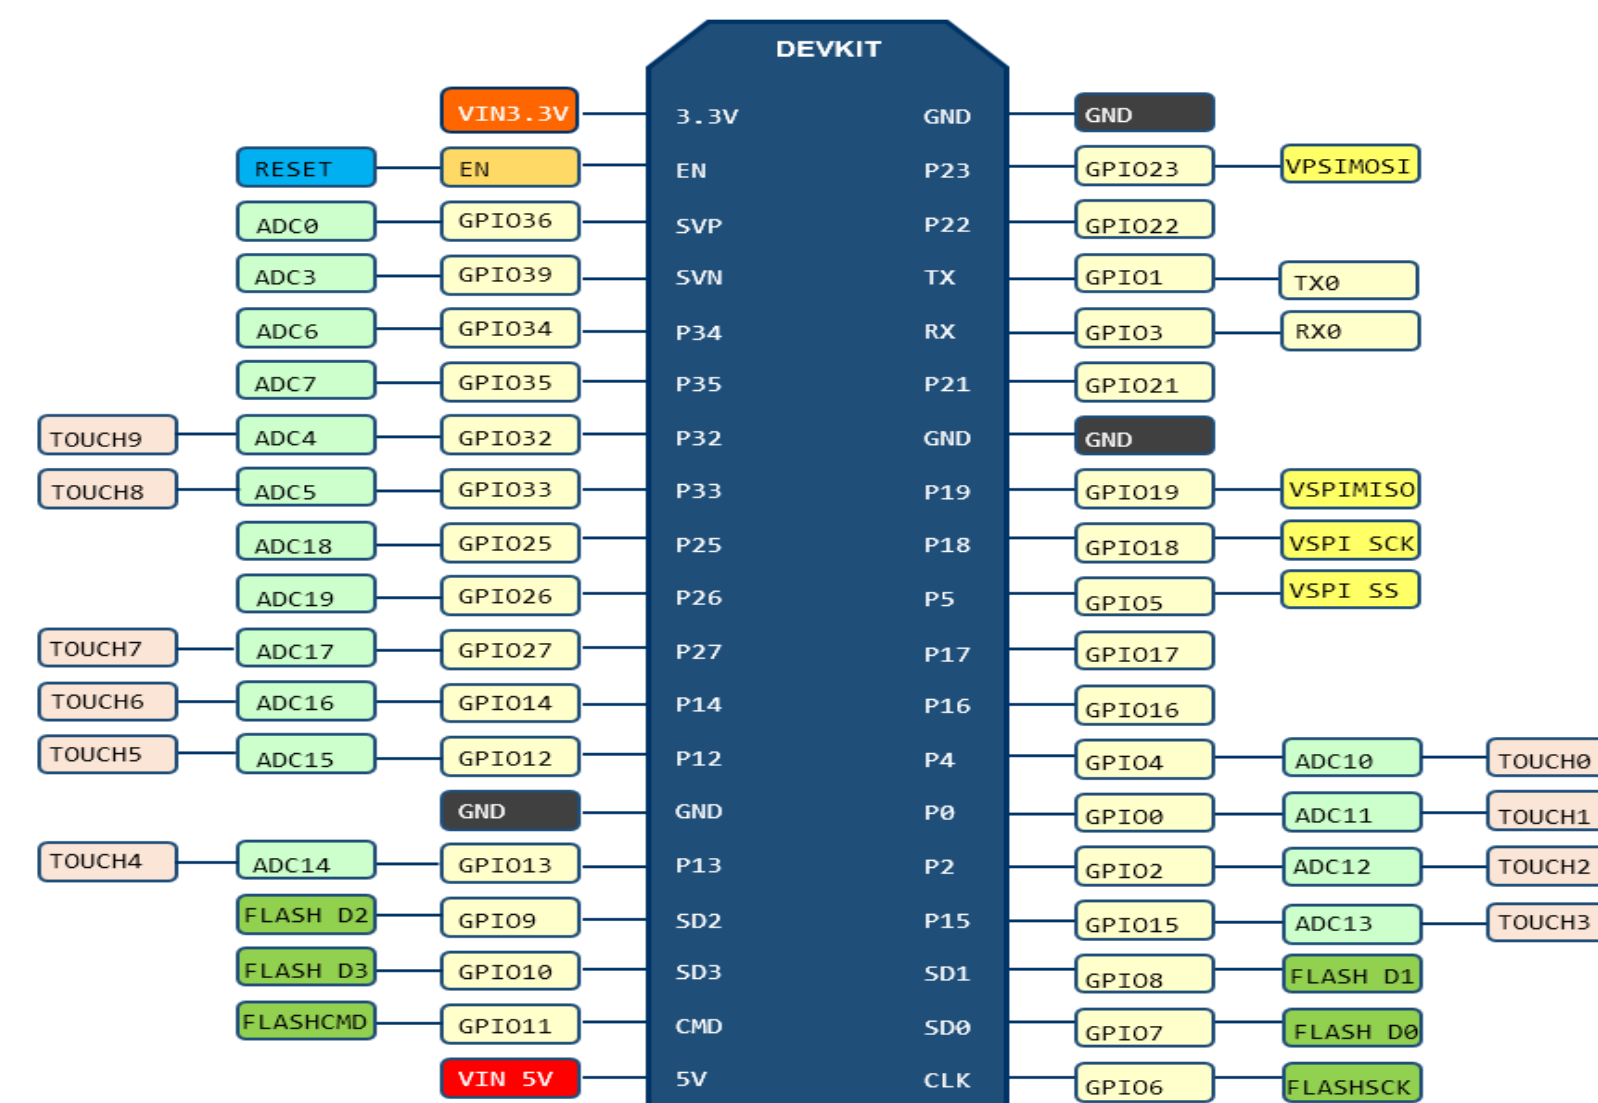 DEVKIT
VIN3.3V 3.3V GND GND
RESET EN EN P23 GPIO23 VPSIMOSI
ADC0 GPIO36 SVP P22 GPIO22
ADC3 GPIO39 SVN TX GPIO1 TX0
ADC6 GPIO34 P34 RX GPIO3 RX0
ADC7 GPIO35 P35 P21 GPIO21
TOUCH9 ADC4 GPIO32 P32 GND GND
TOUCH8 ADC5 GPIO33 P33 P19 GPIO19 VSPIMISO
ADC18 GPIO25 P25 P18 GPIO18 VSPI SCK
ADC19 GPIO26 P26 P5 GPIO5 VSPI SS
TOUCH7 ADC17 GPIO27 P27 P17 GPIO17
TOUCH6 ADC16 GPIO14 P14 P16 GPIO16
TOUCH5 ADC15 GPIO12 P12 P4 GPIO4 ADC10 TOUCH0
GND GND P0 GPIO0 ADC11 TOUCH1
TOUCH4 ADC14 GPIO13 P13 P2 GPIO2 ADC12 TOUCH2
FLASH D2 GPIO9 SD2 P15 GPIO15 ADC13 TOUCH3
FLASH D3 GPIO10 SD3 SD1 GPIO8 FLASH D1
FLASHCMD GPIO11 CMD SD0 GPIO7 FLASH D0
VIN 5V 5V CLK GPIO6 FLASHSCK